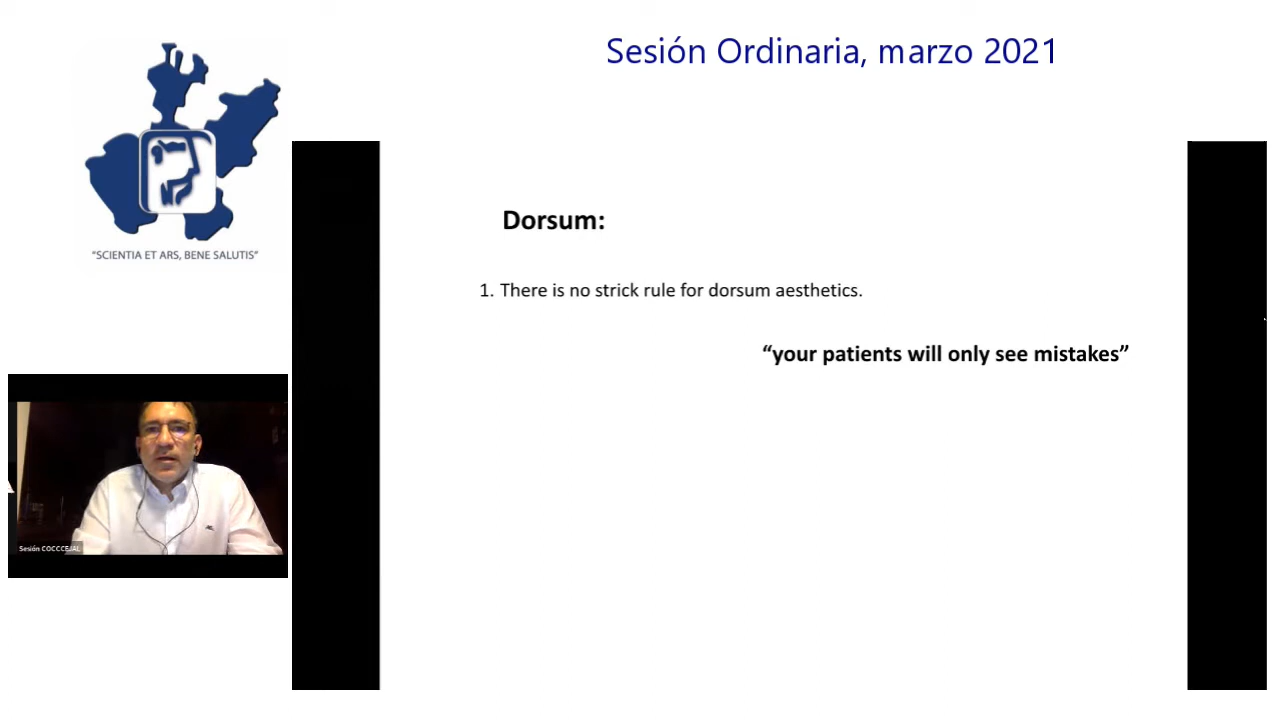 Sesión Ordinaria, marzo 2021
"SCIENTIA ET ARS, BENE SALUTIS"
Dorsum:
1. There is no strick rule for dorsum aesthetics.
“your patients will only see mistakes”
Sesión COCCCEJAL